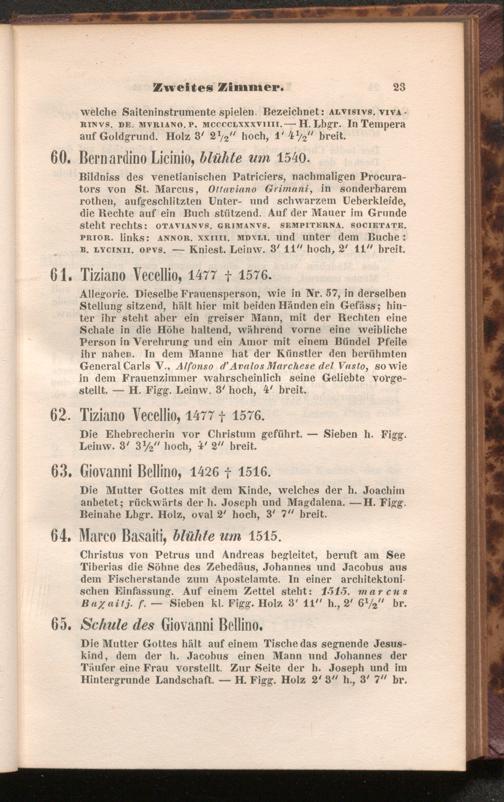 Zweites Zimmer. 23
welche Saiteninstrumente spielen. Bezeichnet: ALVISIVS. VIVA-
RINVS. DE. MVRIANO. P. MCCCCLXXXVIIII. — H. Lbgr. In Tempera
auf Goldgrund. Holz 3′ 2½″ hoch, 1′ 4½″ breit.
60. Bernardino Licinio, blühte um 1540.
Bildniss des venetianischen Patriciers, nachmaligen Procura-
tors von St. Marcus, Ottaviano Grimani, in sonderbarem
rothen, aufgeschlitzten Unter- und schwarzem Ueberkleide,
die Rechte auf ein Buch stützend. Auf der Mauer im Grunde
steht rechts: OTAVIANVS. GRIMANVS. SEMPITERNA. SOCIETATE.
PRIOR. links: ANNOR. XXIIII. MDVLI. und unter dem Buche:
B. LYCINII. OPVS. — Kniest. Leinw. 3′ 11″ hoch, 2′ 11″ breit.
61. Tiziano Vecellio, 1477 † 1576.
Allegorie. Dieselbe Frauensperson, wie in Nr. 57, in derselben
Stellung sitzend, hält hier mit beiden Händen ein Gefäss; hin-
ter ihr steht aber ein greiser Mann, mit der Rechten eine
Schale in die Höhe haltend, während vorne eine weibliche
Person in Verehrung und ein Amor mit einem Bündel Pfeile
ihr nahen. In dem Manne hat der Künstler den berühmten
General Carls V., Alfonso d'Avalos Marchese del Vasto, so wie
in dem Frauenzimmer wahrscheinlich seine Geliebte vorge-
stellt. — H. Figg. Leinw. 3′ hoch, 4′ breit.
62. Tiziano Vecellio, 1477 † 1576.
Die Ehebrecherin vor Christum geführt. — Sieben h. Figg.
Leinw. 3′ 3½″ hoch, 4′ 2″ breit.
63. Giovanni Bellino, 1426 † 1516.
Die Mutter Gottes mit dem Kinde, welches der h. Joachim
anbetet; rückwärts der h. Joseph und Magdalena. — H. Figg.
Beinahe Lbgr. Holz, oval 2′ hoch, 3′ 7″ breit.
64. Marco Basaiti, blühte um 1515.
Christus von Petrus und Andreas begleitet, beruft am See
Tiberias die Söhne des Zebedäus, Johannes und Jacobus aus
dem Fischerstande zum Apostelamte. In einer architektoni-
schen Einfassung. Auf einem Zettel steht: 1515. marcus
Baχaitj. f. — Sieben kl. Figg. Holz 3′ 11″ h., 2′ 6½″ br.
65. Schule des Giovanni Bellino.
Die Mutter Gottes hält auf einem Tische das segnende Jesus-
kind, dem der h. Jacobus einen Mann und Johannes der
Täufer eine Frau vorstellt. Zur Seite der h. Joseph und im
Hintergrunde Landschaft. — H. Figg. Holz 2′ 3″ h., 3′ 7″ br.